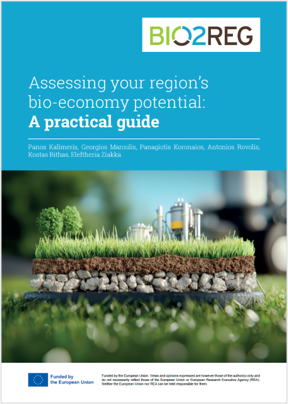 BIO2REG
Assessing your region's
bio-economy potential:
A practical guide
Panos Kalimeris, Georgios Maniulis, Panagiotis Koronaios, Antonios Rovolis,
Kostas Bithas, Eleftheria Zlakka
Funded by
the European Union
Funded by the European Union. Views and opinions expressed are however those of the author(s) only and
do not necessarily reflect those of the European Union or European Research Executive Agency (REA).
Neither the European Union nor REA can be held responsible for them.